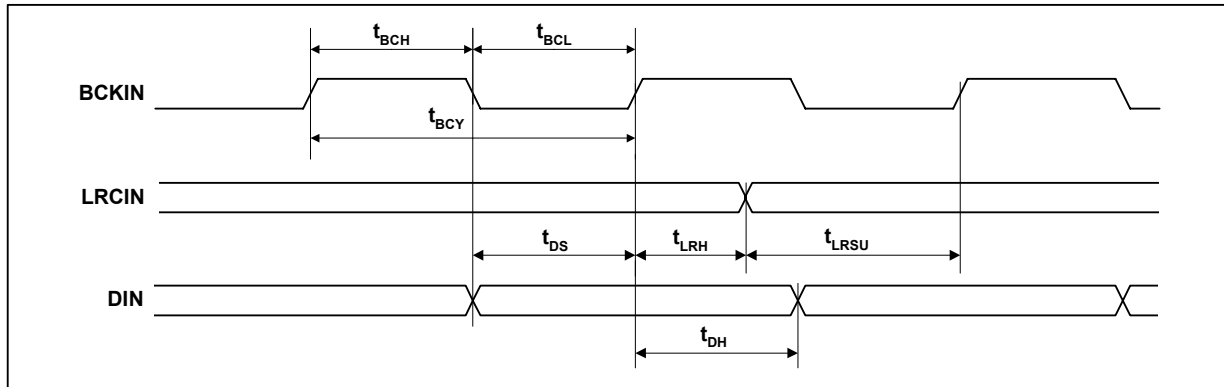 tBCH tBCL
BCKIN
tBCY
LRCIN
tDS tLRH tLRSU
DIN
tDH